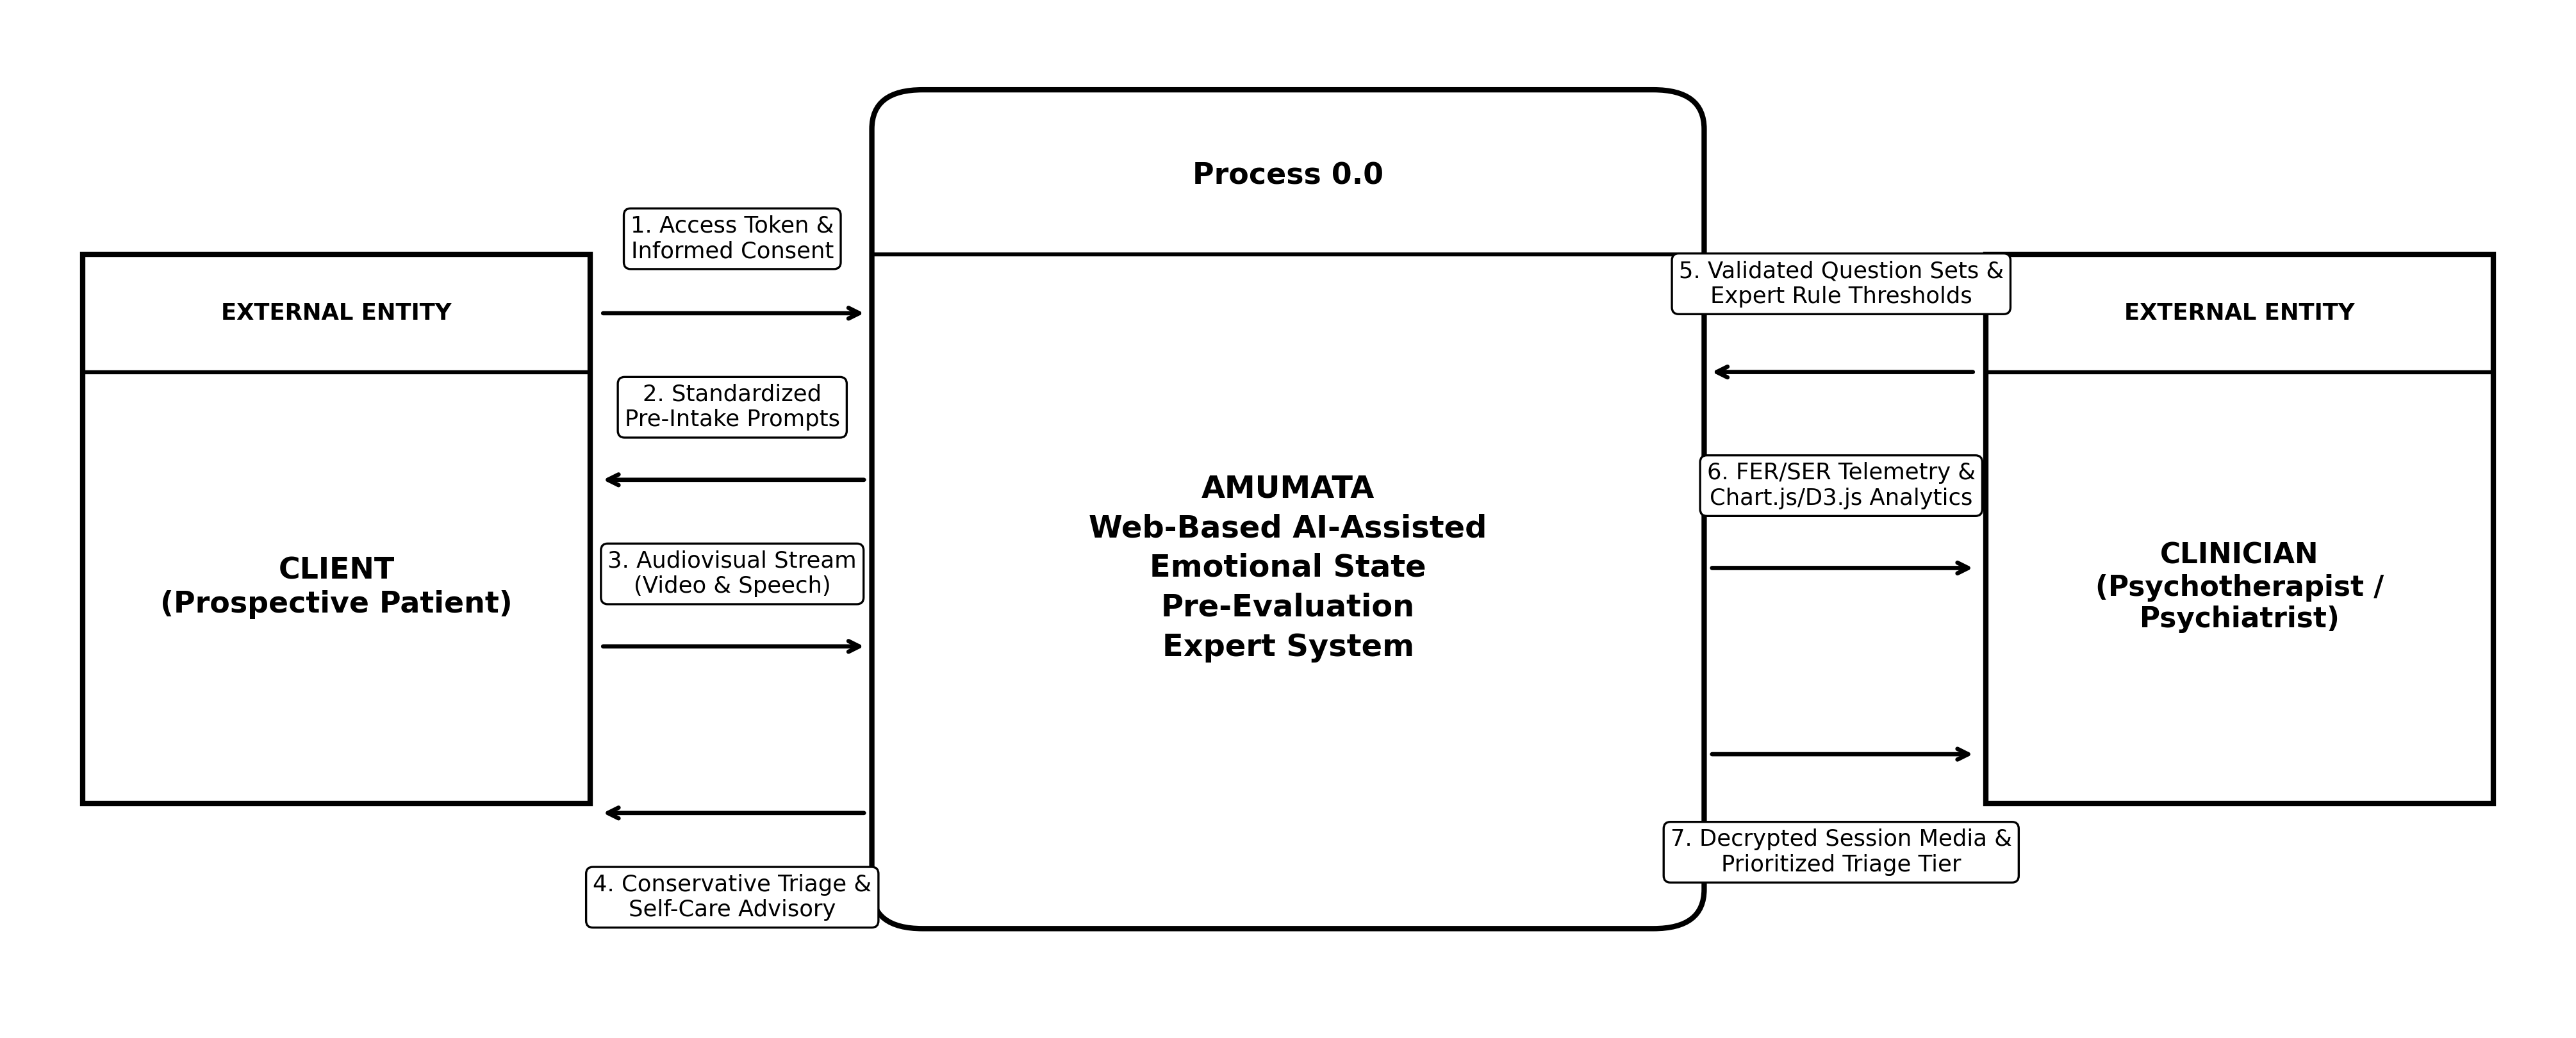 Process 0.0
EXTERNAL ENTITY
CLIENT
(Prospective Patient)
1. Access Token &
Informed Consent
2. Standardized
Pre-Intake Prompts
3. Audiovisual Stream
(Video & Speech)
4. Conservative Triage &
Self-Care Advisory
AMUMATA
Web-Based AI-Assisted
Emotional State
Pre-Evaluation
Expert System
5. Validated Question Sets &
Expert Rule Thresholds
6. FER/SER Telemetry &
Chart.js/D3.js Analytics
7. Decrypted Session Media &
Prioritized Triage Tier
EXTERNAL ENTITY
CLINICIAN
(Psychotherapist /
Psychiatrist)